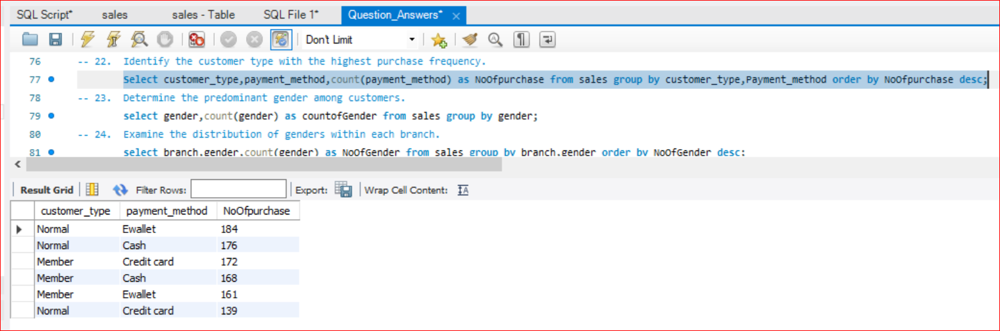 SQL Script* sales sales - Table SQL File 1* Question_Answers* ×
Don't Limit
76 -- 22. Identify the customer type with the highest purchase frequency.
77 Select customer_type,payment_method,count(payment_method) as NoOfpurchase from sales group by customer_type,Payment_method order by NoOfpurchase desc;
78 -- 23. Determine the predominant gender among customers.
79 select gender,count(gender) as countofGender from sales group by gender;
80 -- 24. Examine the distribution of genders within each branch.
81 select branch,gender,count(gender) as NoOfGender from sales group by branch,gender order by NoOfGender desc;
Result Grid Filter Rows: Export: Wrap Cell Content:
customer_type payment_method NoOfpurchase
Normal Ewallet 184
Normal Cash 176
Member Credit card 172
Member Cash 168
Member Ewallet 161
Normal Credit card 139